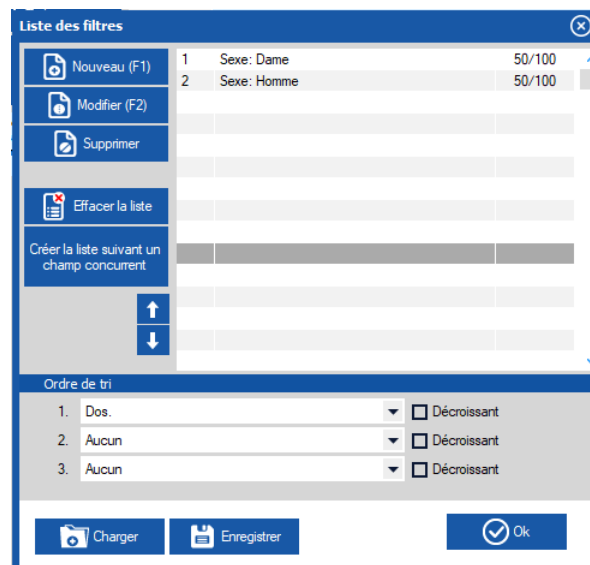 Liste des filtres
Nouveau (F1)
Modifier (F2)
Supprimer
Effacer la liste
Créer la liste suivant un
champ concurrent
1 Sexe: Dame 50/100
2 Sexe: Homme 50/100
Ordre de tri
1. Dos. Décroissant
2. Aucun Décroissant
3. Aucun Décroissant
Charger
Enregistrer
Ok